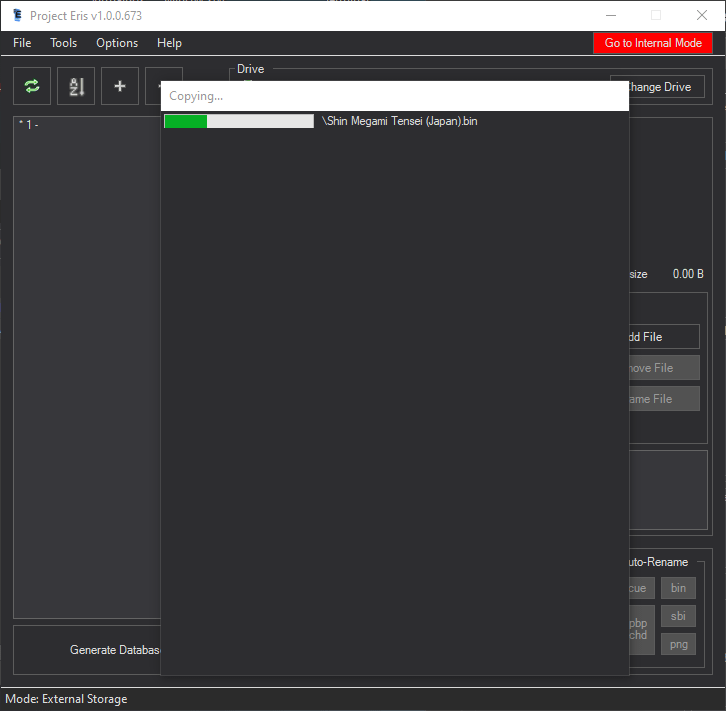 Project Eris v1.0.0.673
File Tools Options Help Go to Internal Mode
Drive
Change Drive
Copying...
* 1 -
\Shin Megami Tensei (Japan).bin
size 0.00 B
dd File
ove File
ame File
uto-Rename
cue bin
pbp
chd
sbi
png
Generate Databas
Mode: External Storage